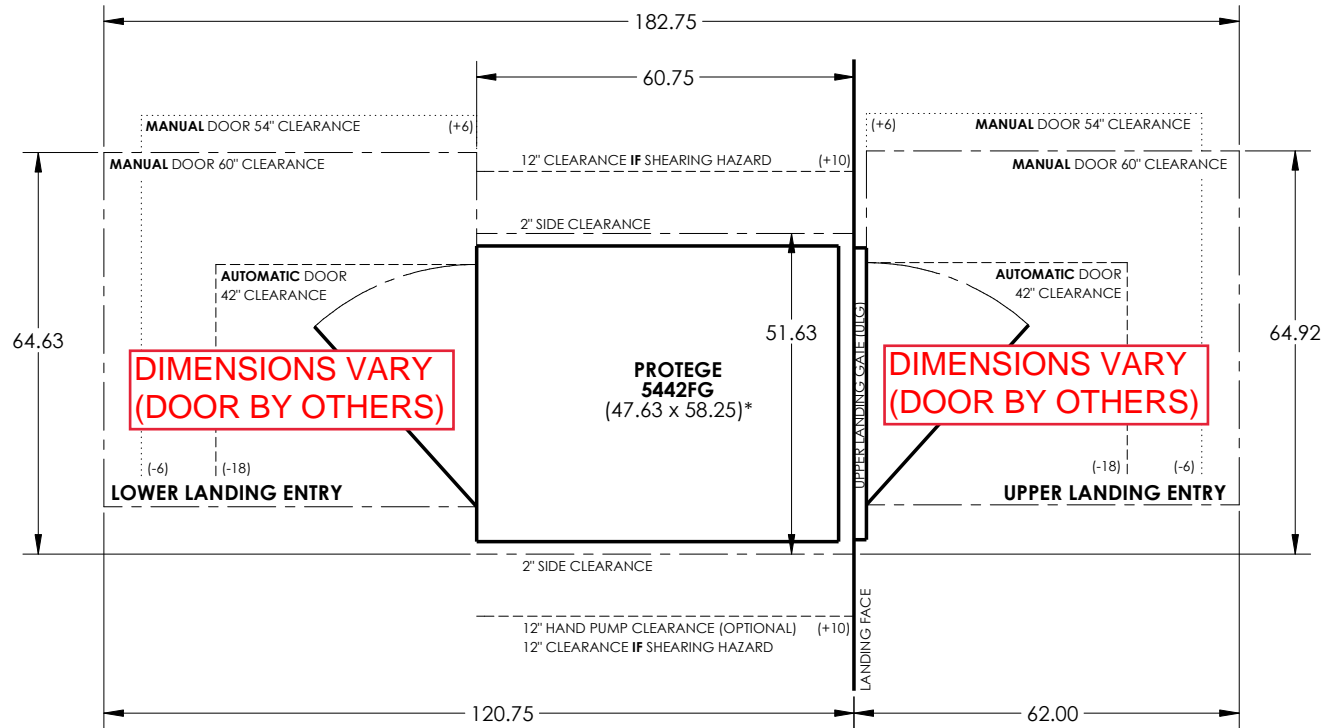 182.75
60.75
MANUAL DOOR 54" CLEARANCE (+6)
(+6) MANUAL DOOR 54" CLEARANCE
MANUAL DOOR 60" CLEARANCE
12" CLEARANCE IF SHEARING HAZARD (+10)
MANUAL DOOR 60" CLEARANCE
2" SIDE CLEARANCE
AUTOMATIC DOOR
42" CLEARANCE
AUTOMATIC DOOR
42" CLEARANCE
64.63
51.63
64.92
DIMENSIONS VARY
(DOOR BY OTHERS)
PROTEGE
5442FG
(47.63 x 58.25)*
UPPER LANDING GATE (ULG)
DIMENSIONS VARY
(DOOR BY OTHERS)
(-6) (-18)
LOWER LANDING ENTRY
(-18) (-6)
UPPER LANDING ENTRY
2" SIDE CLEARANCE
12" HAND PUMP CLEARANCE (OPTIONAL) (+10)
12" CLEARANCE IF SHEARING HAZARD
LANDING FACE
120.75
62.00